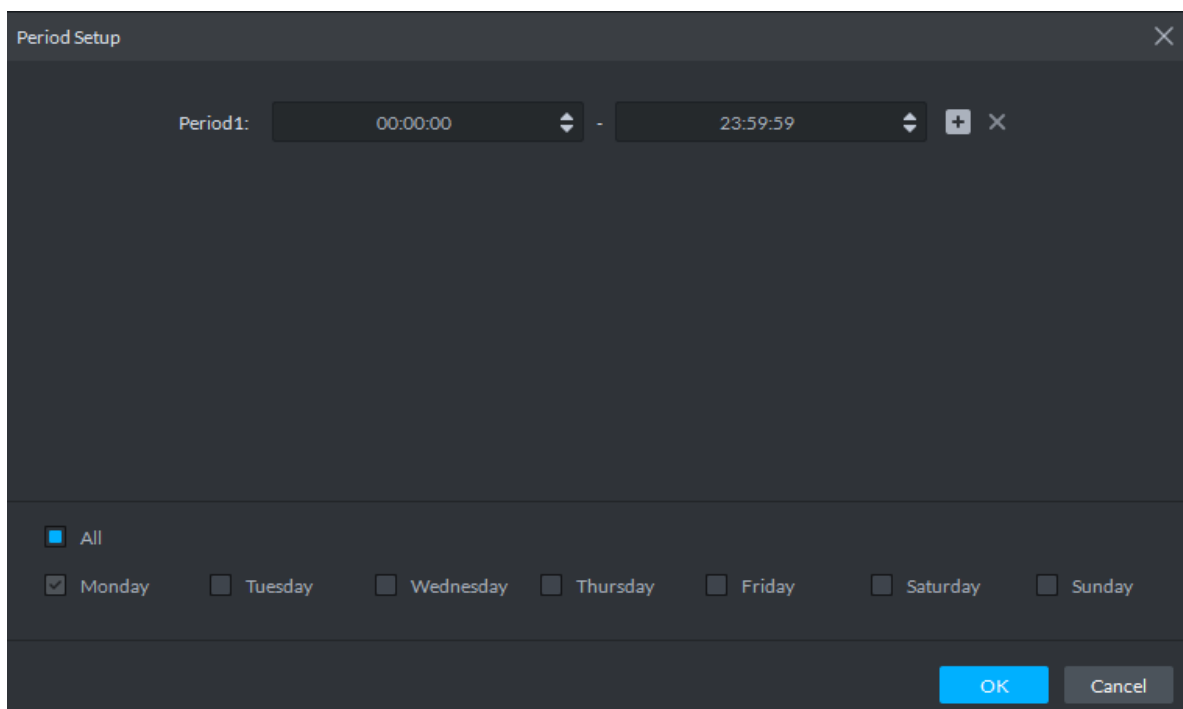 Period Setup
Period1: 00:00:00 - 23:59:59
All
Monday Tuesday Wednesday Thursday Friday Saturday Sunday
OK Cancel